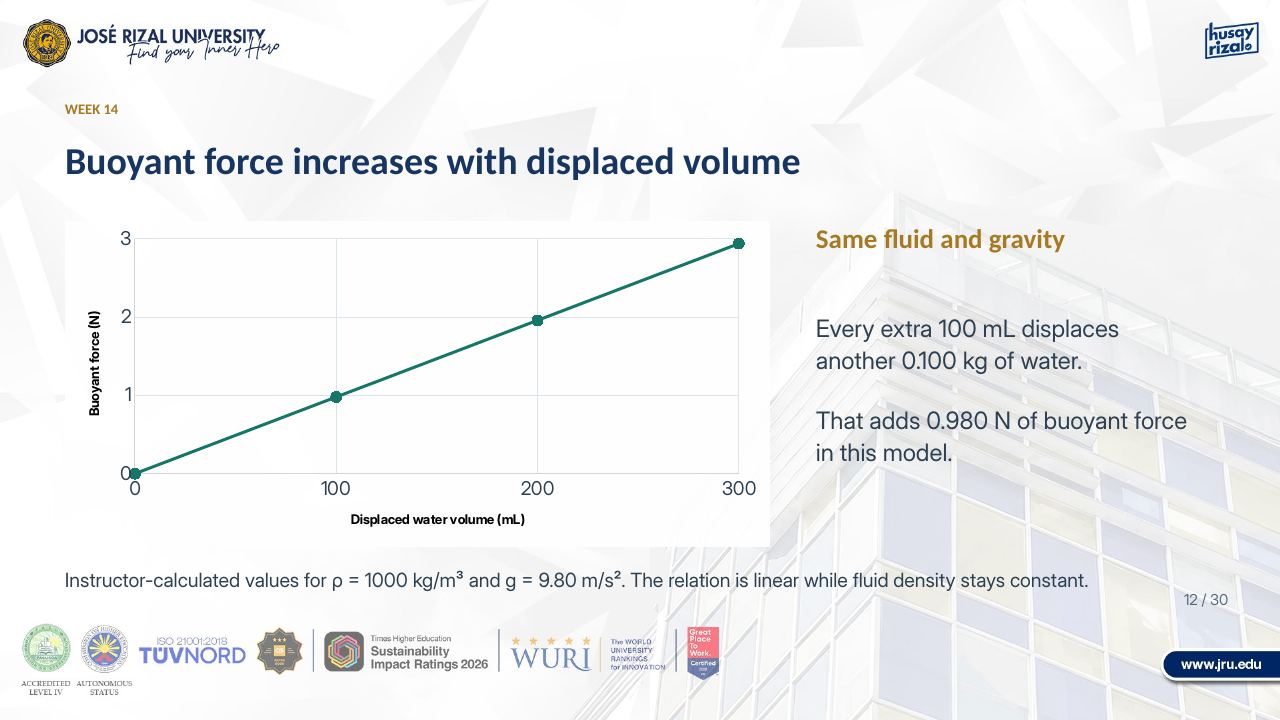 JOSÉ RIZAL UNIVERSITY
Find your Inner Hero
husay
rizal
WEEK 14
Buoyant force increases with displaced volume
3
2
1
0
0 100 200 300
Buoyant force (N)
Displaced water volume (mL)
Same fluid and gravity
Every extra 100 mL displaces
another 0.100 kg of water.
That adds 0.980 N of buoyant force
in this model.
Instructor-calculated values for ρ = 1000 kg/m³ and g = 9.80 m/s². The relation is linear while fluid density stays constant.
12 / 30
ACCREDITED
LEVEL IV
AUTONOMOUS
STATUS
ISO 21001:2018
TÜVNORD
Times Higher Education
Sustainability
Impact Ratings 2026
WURI
The WORLD
UNIVERSITY
RANKINGS
for INNOVATION
Great
Place
To
Work.
Certified
www.jru.edu